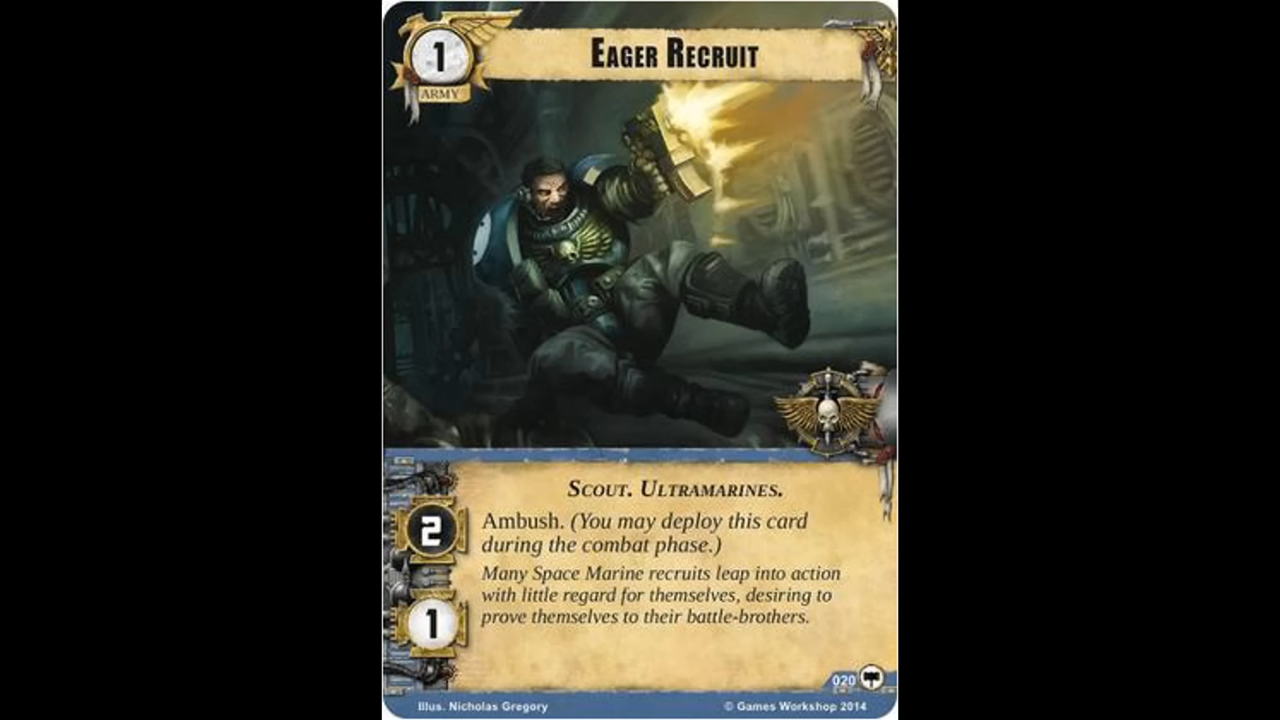 1
ARMY
Eager Recruit
Scout. Ultramarines.
2
Ambush. (You may deploy this card
during the combat phase.)
Many Space Marine recruits leap into action
with little regard for themselves, desiring to
prove themselves to their battle-brothers.
1
020
Illus. Nicholas Gregory
© Games Workshop 2014